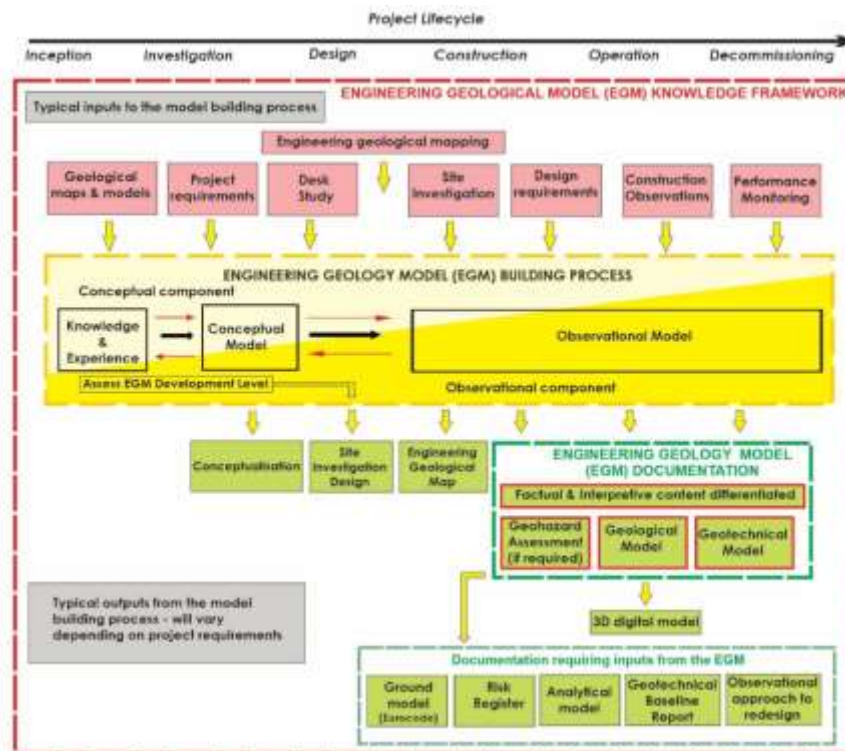 Project Lifecycle
Inception Investigation Design Construction Operation Decommissioning
ENGINEERING GEOLOGICAL MODEL (EGM) KNOWLEDGE FRAMEWORK
Typical inputs to the model building process
Engineering geological mapping
Geological
maps & models
Project
requirements
Desk
Study
Site
Investigation
Design
requirements
Construction
Observations
Performance
Monitoring
ENGINEERING GEOLOGY MODEL (EGM) BUILDING PROCESS
Conceptual component
Knowledge
&
Experience
Conceptual
Model
Observational Model
Assess EGM Development Level
Observational component
Conceptualisation
Site
Investigation
Design
Engineering
Geological
Map
ENGINEERING GEOLOGY MODEL
(EGM) DOCUMENTATION
Factual & Interpretive content differentiated
Geohazard
Assessment
(if required)
Geological
Model
Geotechnical
Model
Typical outputs from the model
building process - will vary
depending on project requirements
3D digital model
Documentation requiring inputs from the EGM
Ground
model
(Eurocode)
Risk
Register
Analytical
model
Geotechnical
Baseline
Report
Observational
approach to
redesign